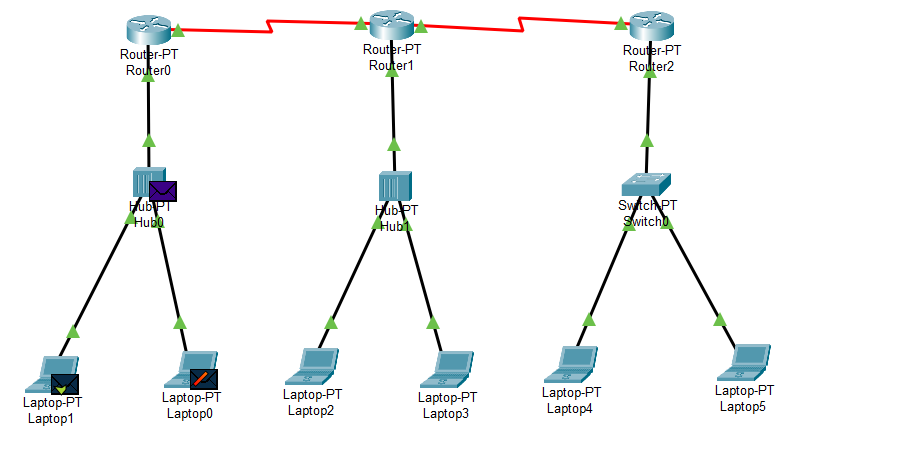 Router-PT
Router0
Router-PT
Router1
Router-PT
Router2
Hub-PT
Hub0
Hub-PT
Hub1
Switch-PT
Switch0
Laptop-PT
Laptop1
Laptop-PT
Laptop0
Laptop-PT
Laptop2
Laptop-PT
Laptop3
Laptop-PT
Laptop4
Laptop-PT
Laptop5